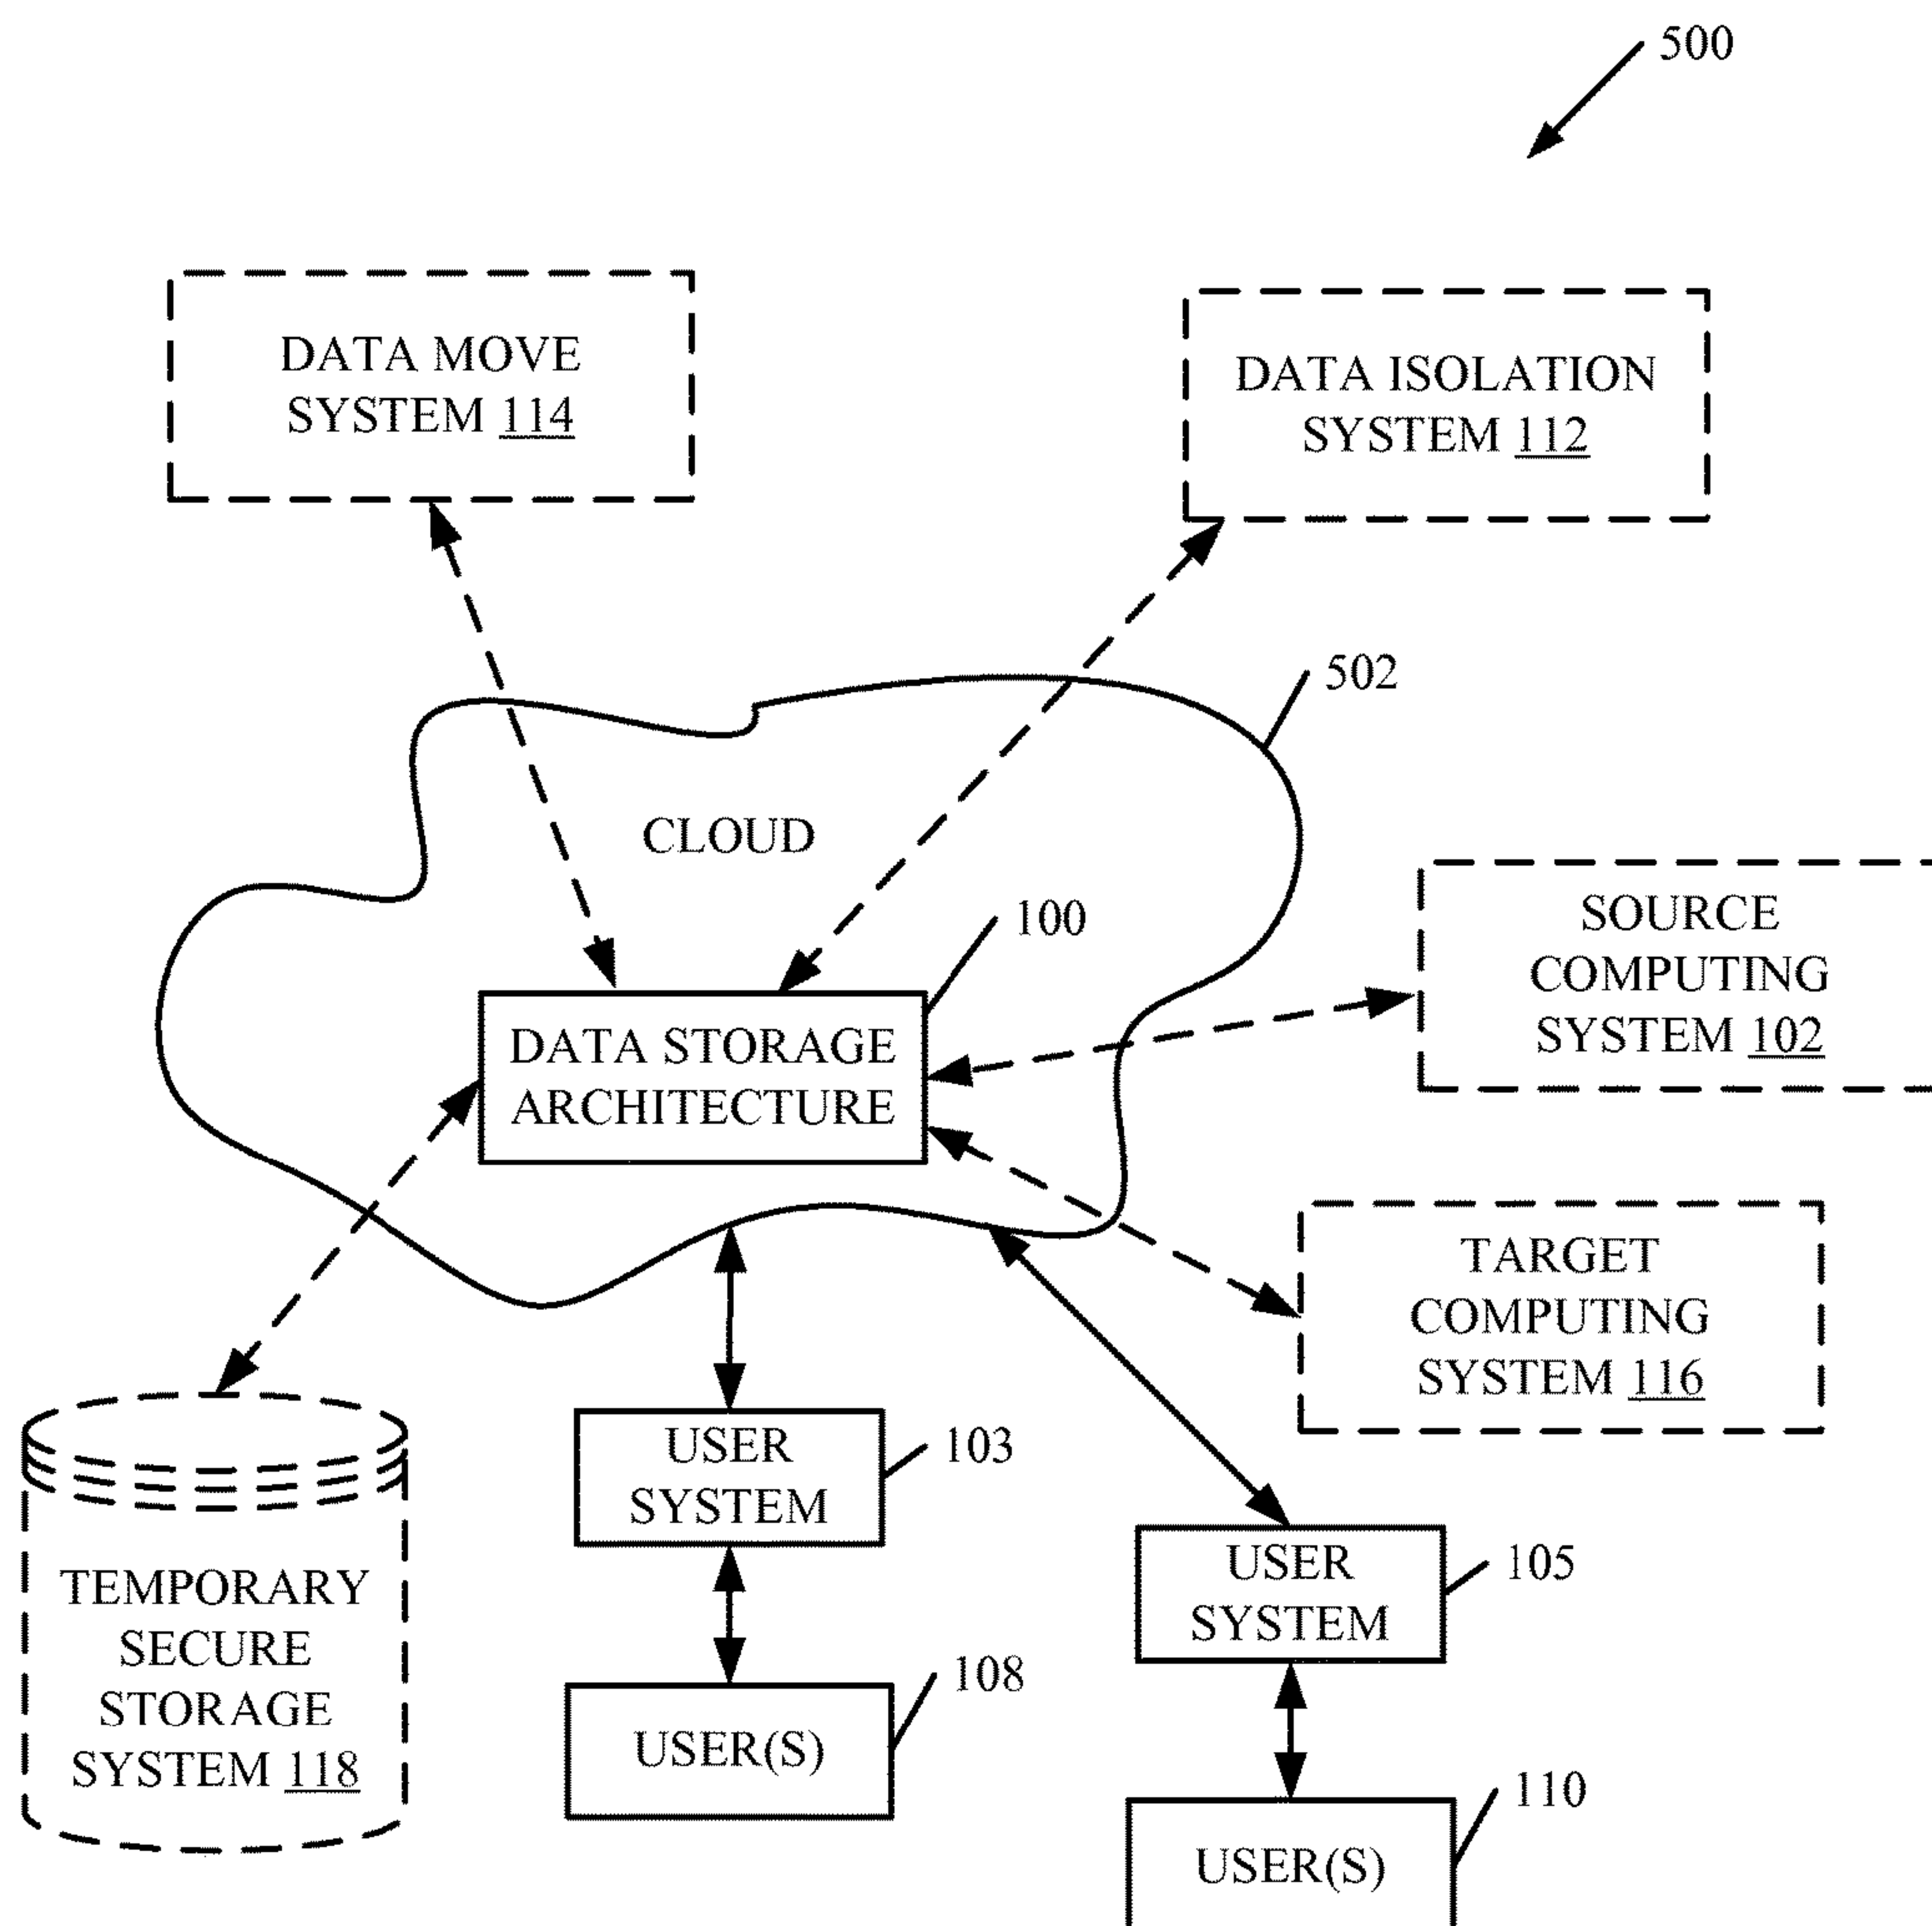 500
DATA MOVE
SYSTEM 114
DATA ISOLATION
SYSTEM 112
502
CLOUD
100
DATA STORAGE
ARCHITECTURE
SOURCE
COMPUTING
SYSTEM 102
TARGET
COMPUTING
SYSTEM 116
TEMPORARY
SECURE
STORAGE
SYSTEM 118
USER
SYSTEM
103
USER(S)
108
USER
SYSTEM
105
USER(S)
110